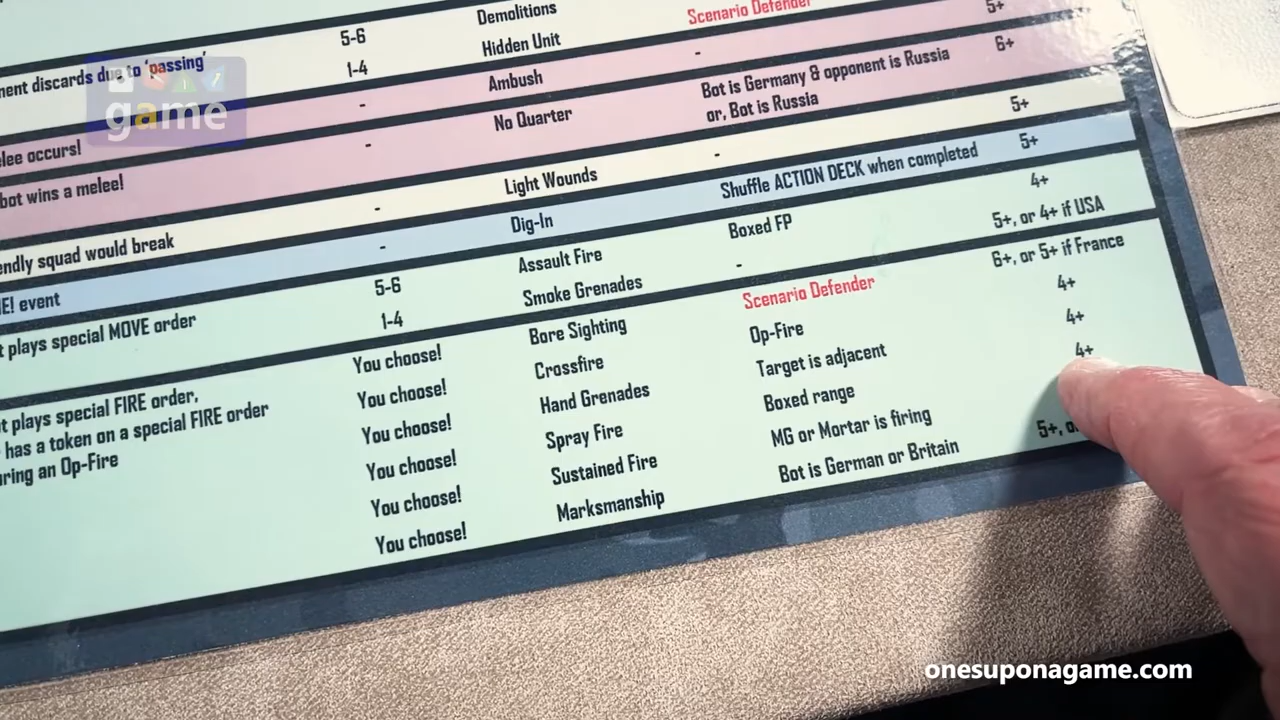 5-6 Demolitions
discards due to 'passing' 1-4 Hidden Unit Scenario Defender
occurs! - Ambush - 5+
bot wins a melee! - No Quarter Bot is Germany & opponent is Russia 6+
or, Bot is Russia
squad would break - Light Wounds - 5+
event - Dig-In Shuffle ACTION DECK when completed 5+
5-6 Assault Fire Boxed FP 4+
plays special MOVE order 1-4 Smoke Grenades - 5+, or 4+ if USA
You choose! Bore Sighting Scenario Defender 6+, or 5+ if France
plays special FIRE order, You choose! Crossfire Op-Fire 4+
has a token on a special FIRE order You choose! Hand Grenades Target is adjacent 4+
an Op-Fire You choose! Spray Fire Boxed range 4+
You choose! Sustained Fire MG or Mortar is firing
You choose! Marksmanship Bot is German or Britain 5+,
game
onesuponagame.com